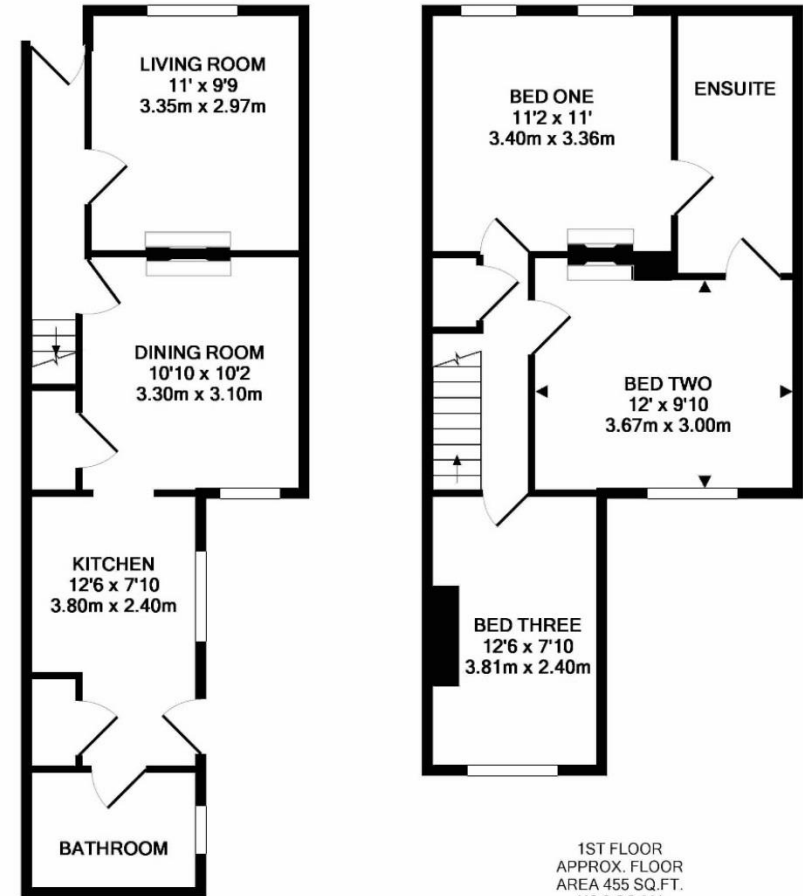 LIVING ROOM
11' x 9'9
3.35m x 2.97m
DINING ROOM
10'10 x 10'2
3.30m x 3.10m
KITCHEN
12'6 x 7'10
3.80m x 2.40m
BATHROOM
BED ONE
11'2 x 11'
3.40m x 3.36m
ENSUITE
BED TWO
12' x 9'10
3.67m x 3.00m
BED THREE
12'6 x 7'10
3.81m x 2.40m
1ST FLOOR
APPROX. FLOOR
AREA 455 SQ.FT.